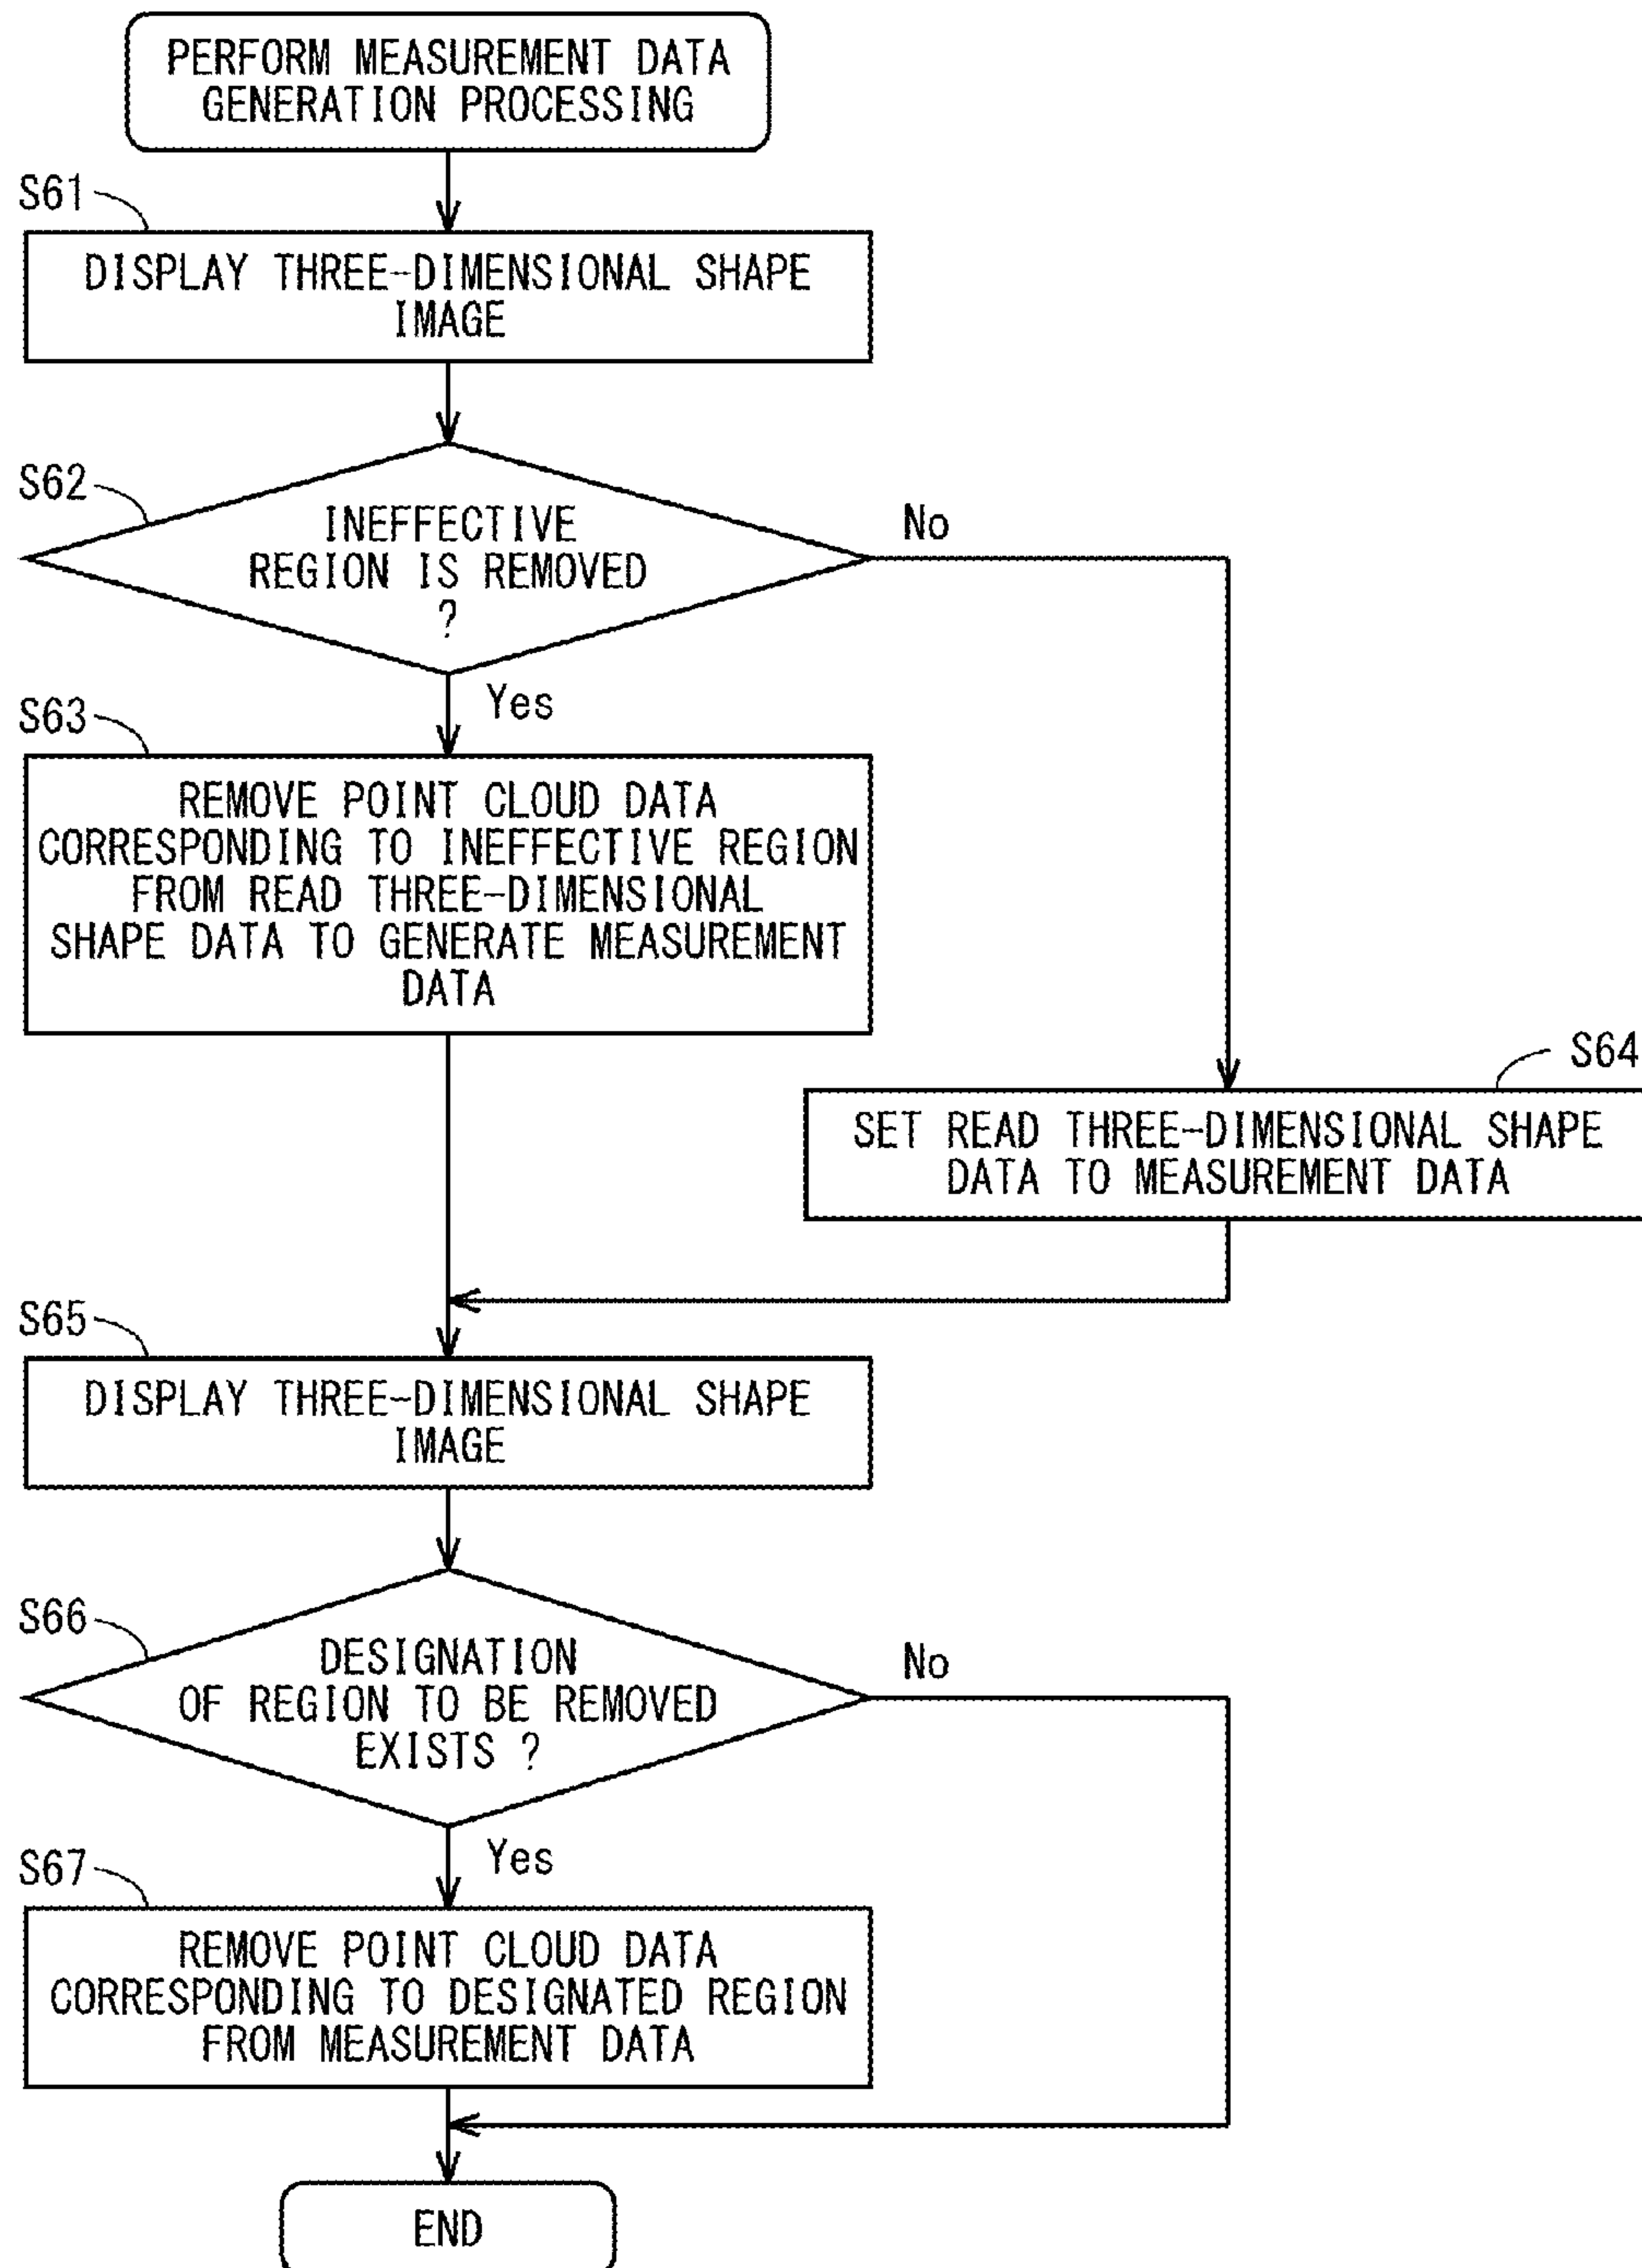 PERFORM MEASUREMENT DATA
GENERATION PROCESSING
S61
DISPLAY THREE-DIMENSIONAL SHAPE
IMAGE
S62
INEFFECTIVE
REGION IS REMOVED
?
No
Yes
S63
REMOVE POINT CLOUD DATA
CORRESPONDING TO INEFFECTIVE REGION
FROM READ THREE-DIMENSIONAL
SHAPE DATA TO GENERATE MEASUREMENT
DATA
S64
SET READ THREE-DIMENSIONAL SHAPE
DATA TO MEASUREMENT DATA
S65
DISPLAY THREE-DIMENSIONAL SHAPE
IMAGE
S66
DESIGNATION
OF REGION TO BE REMOVED
EXISTS ?
No
Yes
S67
REMOVE POINT CLOUD DATA
CORRESPONDING TO DESIGNATED REGION
FROM MEASUREMENT DATA
END